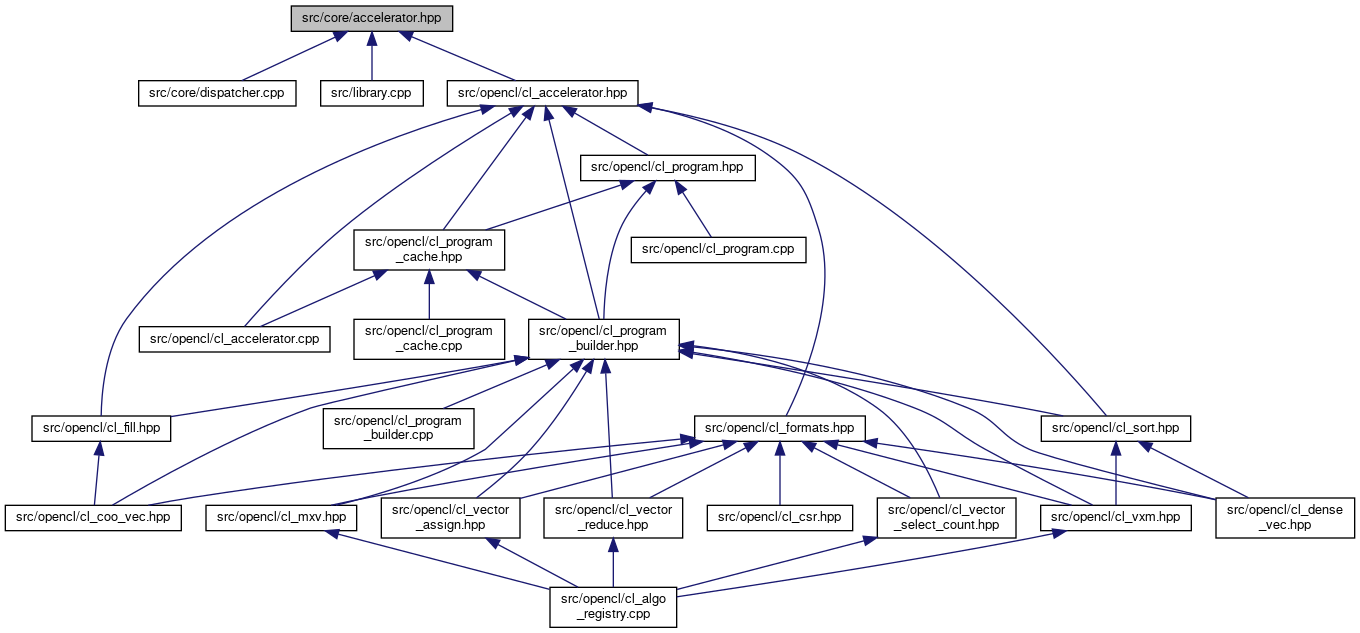 src/core/accelerator.hpp
src/core/dispatcher.cpp
src/library.cpp
src/opencl/cl_accelerator.hpp
src/opencl/cl_program.hpp
src/opencl/cl_program
_cache.hpp
src/opencl/cl_program.cpp
src/opencl/cl_accelerator.cpp
src/opencl/cl_program
_cache.cpp
src/opencl/cl_program
_builder.hpp
src/opencl/cl_fill.hpp
src/opencl/cl_program
_builder.cpp
src/opencl/cl_formats.hpp
src/opencl/cl_sort.hpp
src/opencl/cl_coo_vec.hpp
src/opencl/cl_mxv.hpp
src/opencl/cl_vector
_assign.hpp
src/opencl/cl_vector
_reduce.hpp
src/opencl/cl_csr.hpp
src/opencl/cl_vector
_select_count.hpp
src/opencl/cl_vxm.hpp
src/opencl/cl_dense
_vec.hpp
src/opencl/cl_algo
_registry.cpp